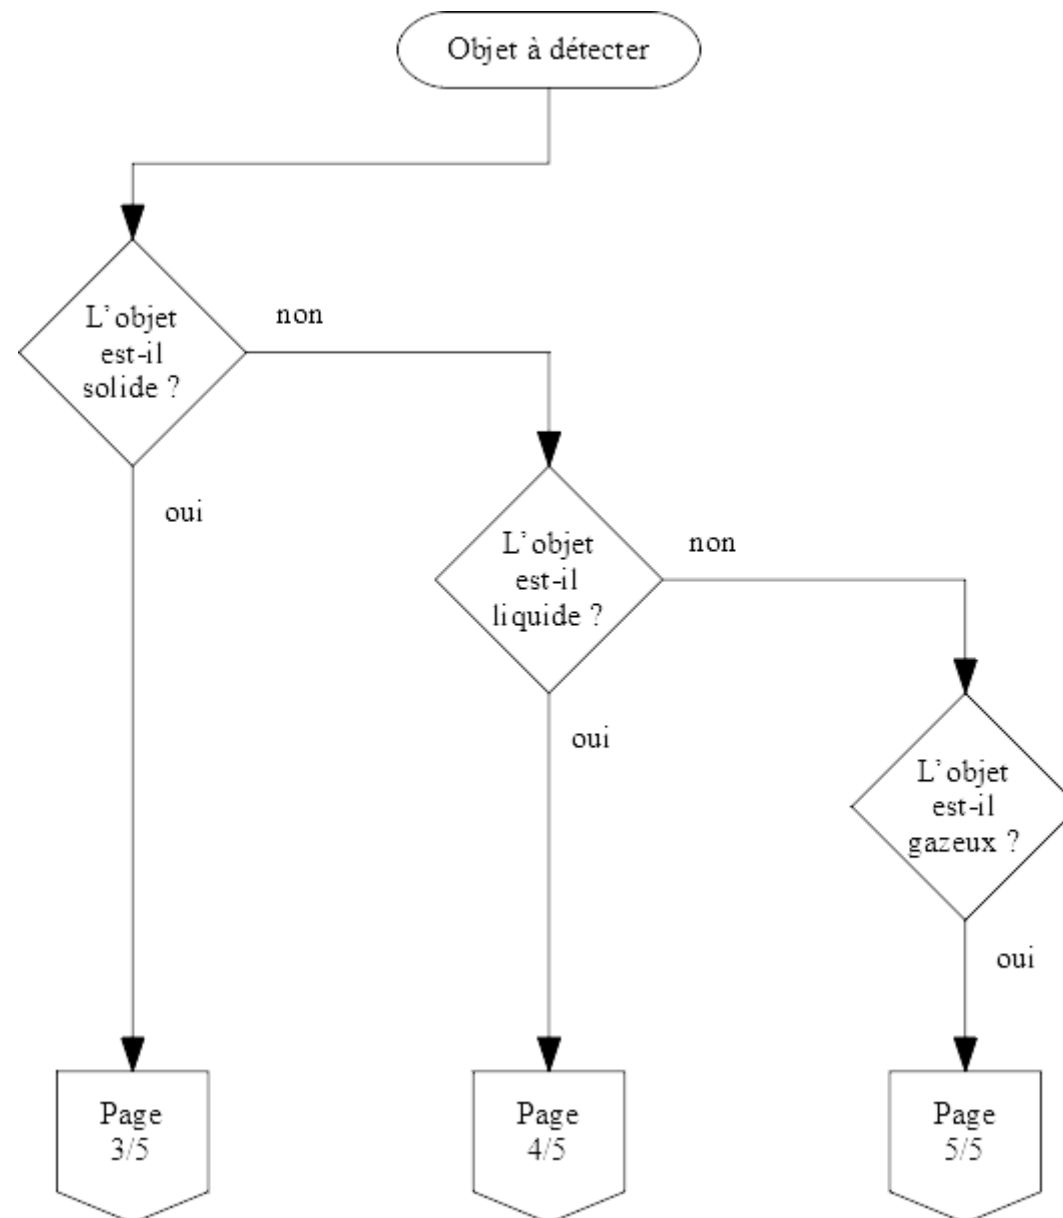 Objet à détecter
L'objet
est-il
solide ?
non
oui
L'objet
est-il
liquide ?
non
oui
L'objet
est-il
gazeux ?
oui
Page
3/5
Page
4/5
Page
5/5